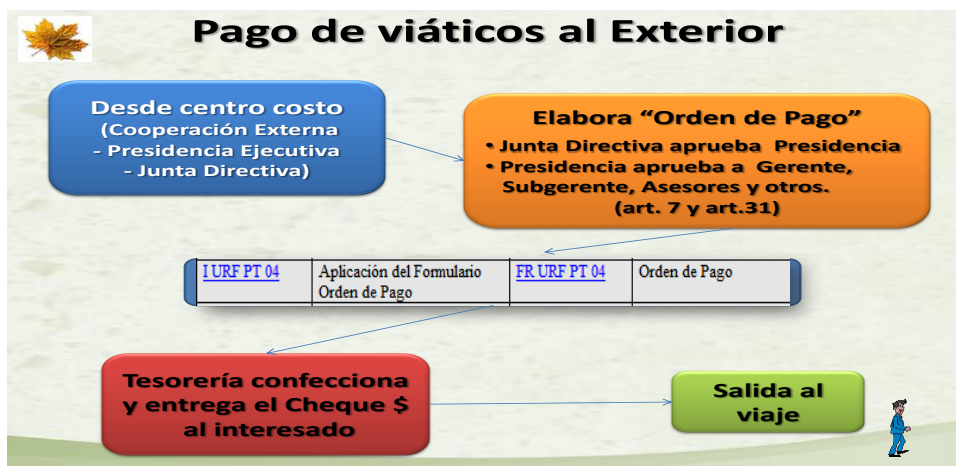 Pago de viáticos al Exterior
Desde centro costo
(Cooperación Externa
- Presidencia Ejecutiva
- Junta Directiva)
Elabora “Orden de Pago”
• Junta Directiva aprueba Presidencia
• Presidencia aprueba a Gerente,
Subgerente, Asesores y otros.
(art. 7 y art.31)
I URF PT 04 Aplicación del Formulario FR URF PT 04 Orden de Pago
Orden de Pago
Tesorería confecciona
y entrega el Cheque $
al interesado
Salida al
viaje